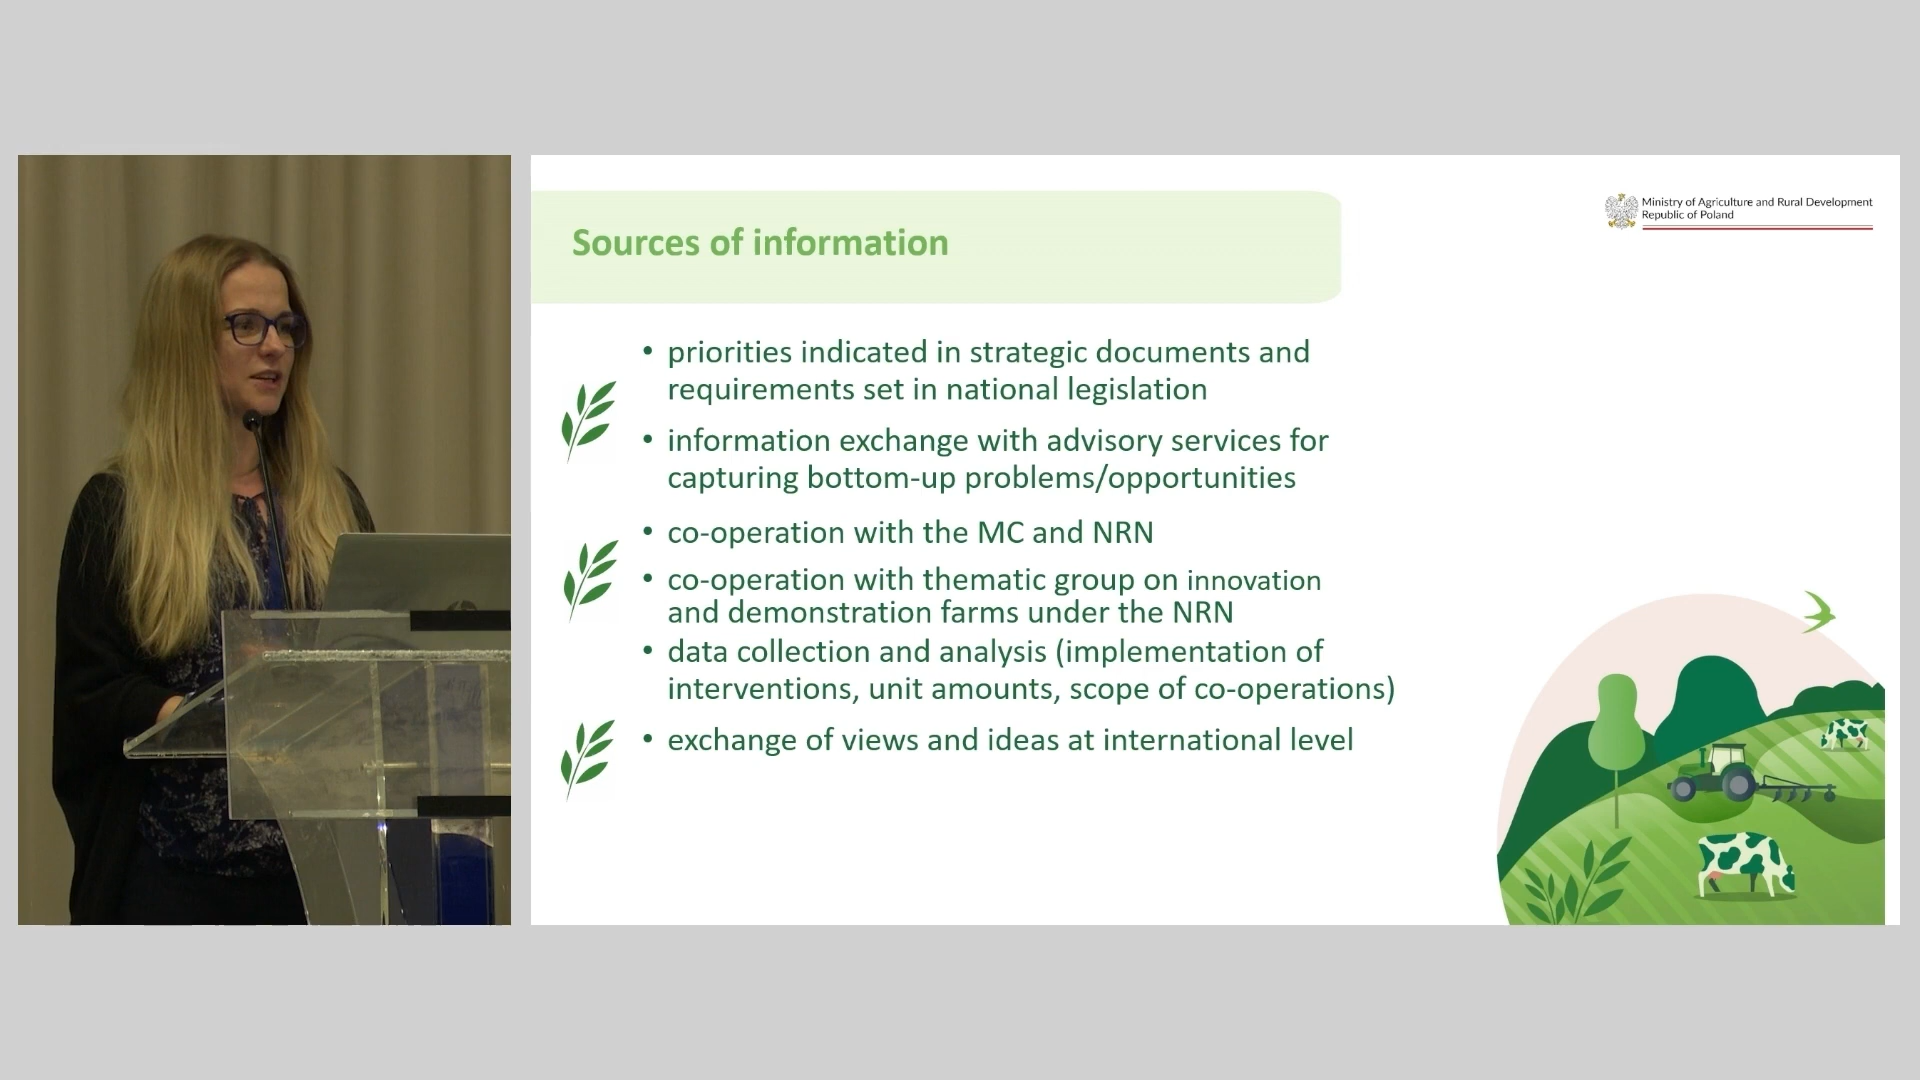 Sources of information
Ministry of Agriculture and Rural Development
Republic of Poland
• priorities indicated in strategic documents and
requirements set in national legislation
• information exchange with advisory services for
capturing bottom-up problems/opportunities
• co-operation with the MC and NRN
• co-operation with thematic group on innovation
and demonstration farms under the NRN
• data collection and analysis (implementation of
interventions, unit amounts, scope of co-operations)
• exchange of views and ideas at international level